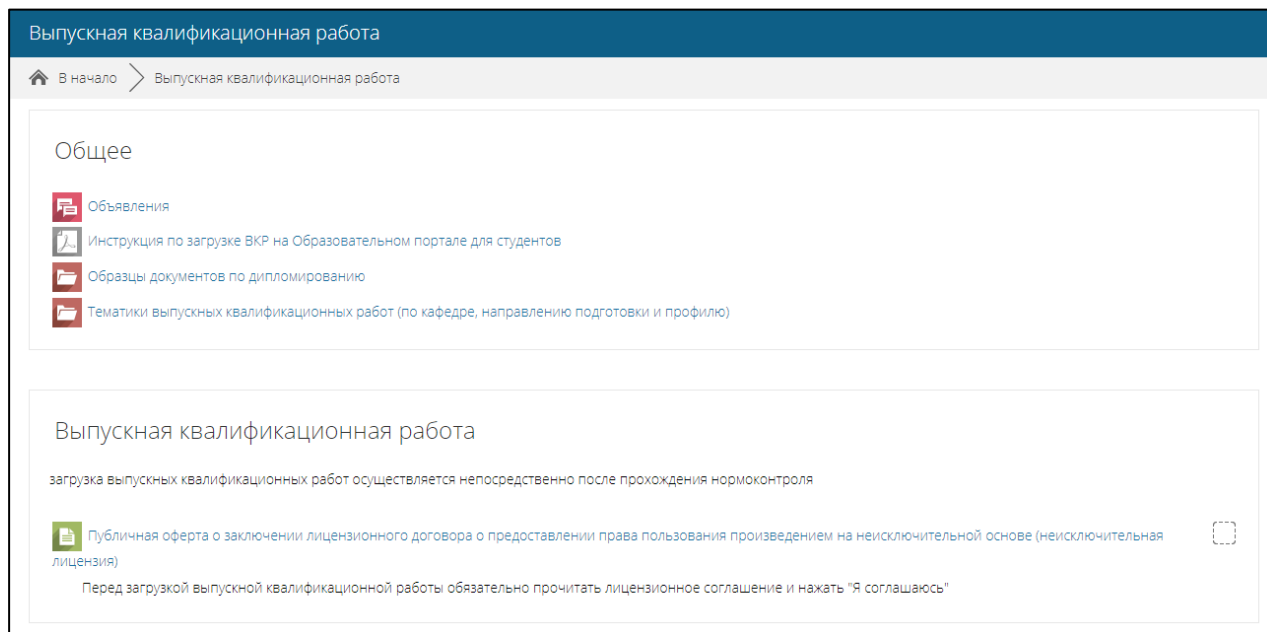 Выпускная квалификационная работа
В начало Выпускная квалификационная работа
Общее
Объявления
Инструкция по загрузке ВКР на Образовательном портале для студентов
Образцы документов по дипломированию
Тематики выпускных квалификационных работ (по кафедре, направлению подготовки и профилю)
Выпускная квалификационная работа
загрузка выпускных квалификационных работ осуществляется непосредственно после прохождения нормоконтроля
Публичная оферта о заключении лицензионного договора о предоставлении права пользования произведением на неисключительной основе (неисключительная
лицензия)
Перед загрузкой выпускной квалификационной работы обязательно прочитать лицензионное соглашение и нажать "Я соглашаюсь"